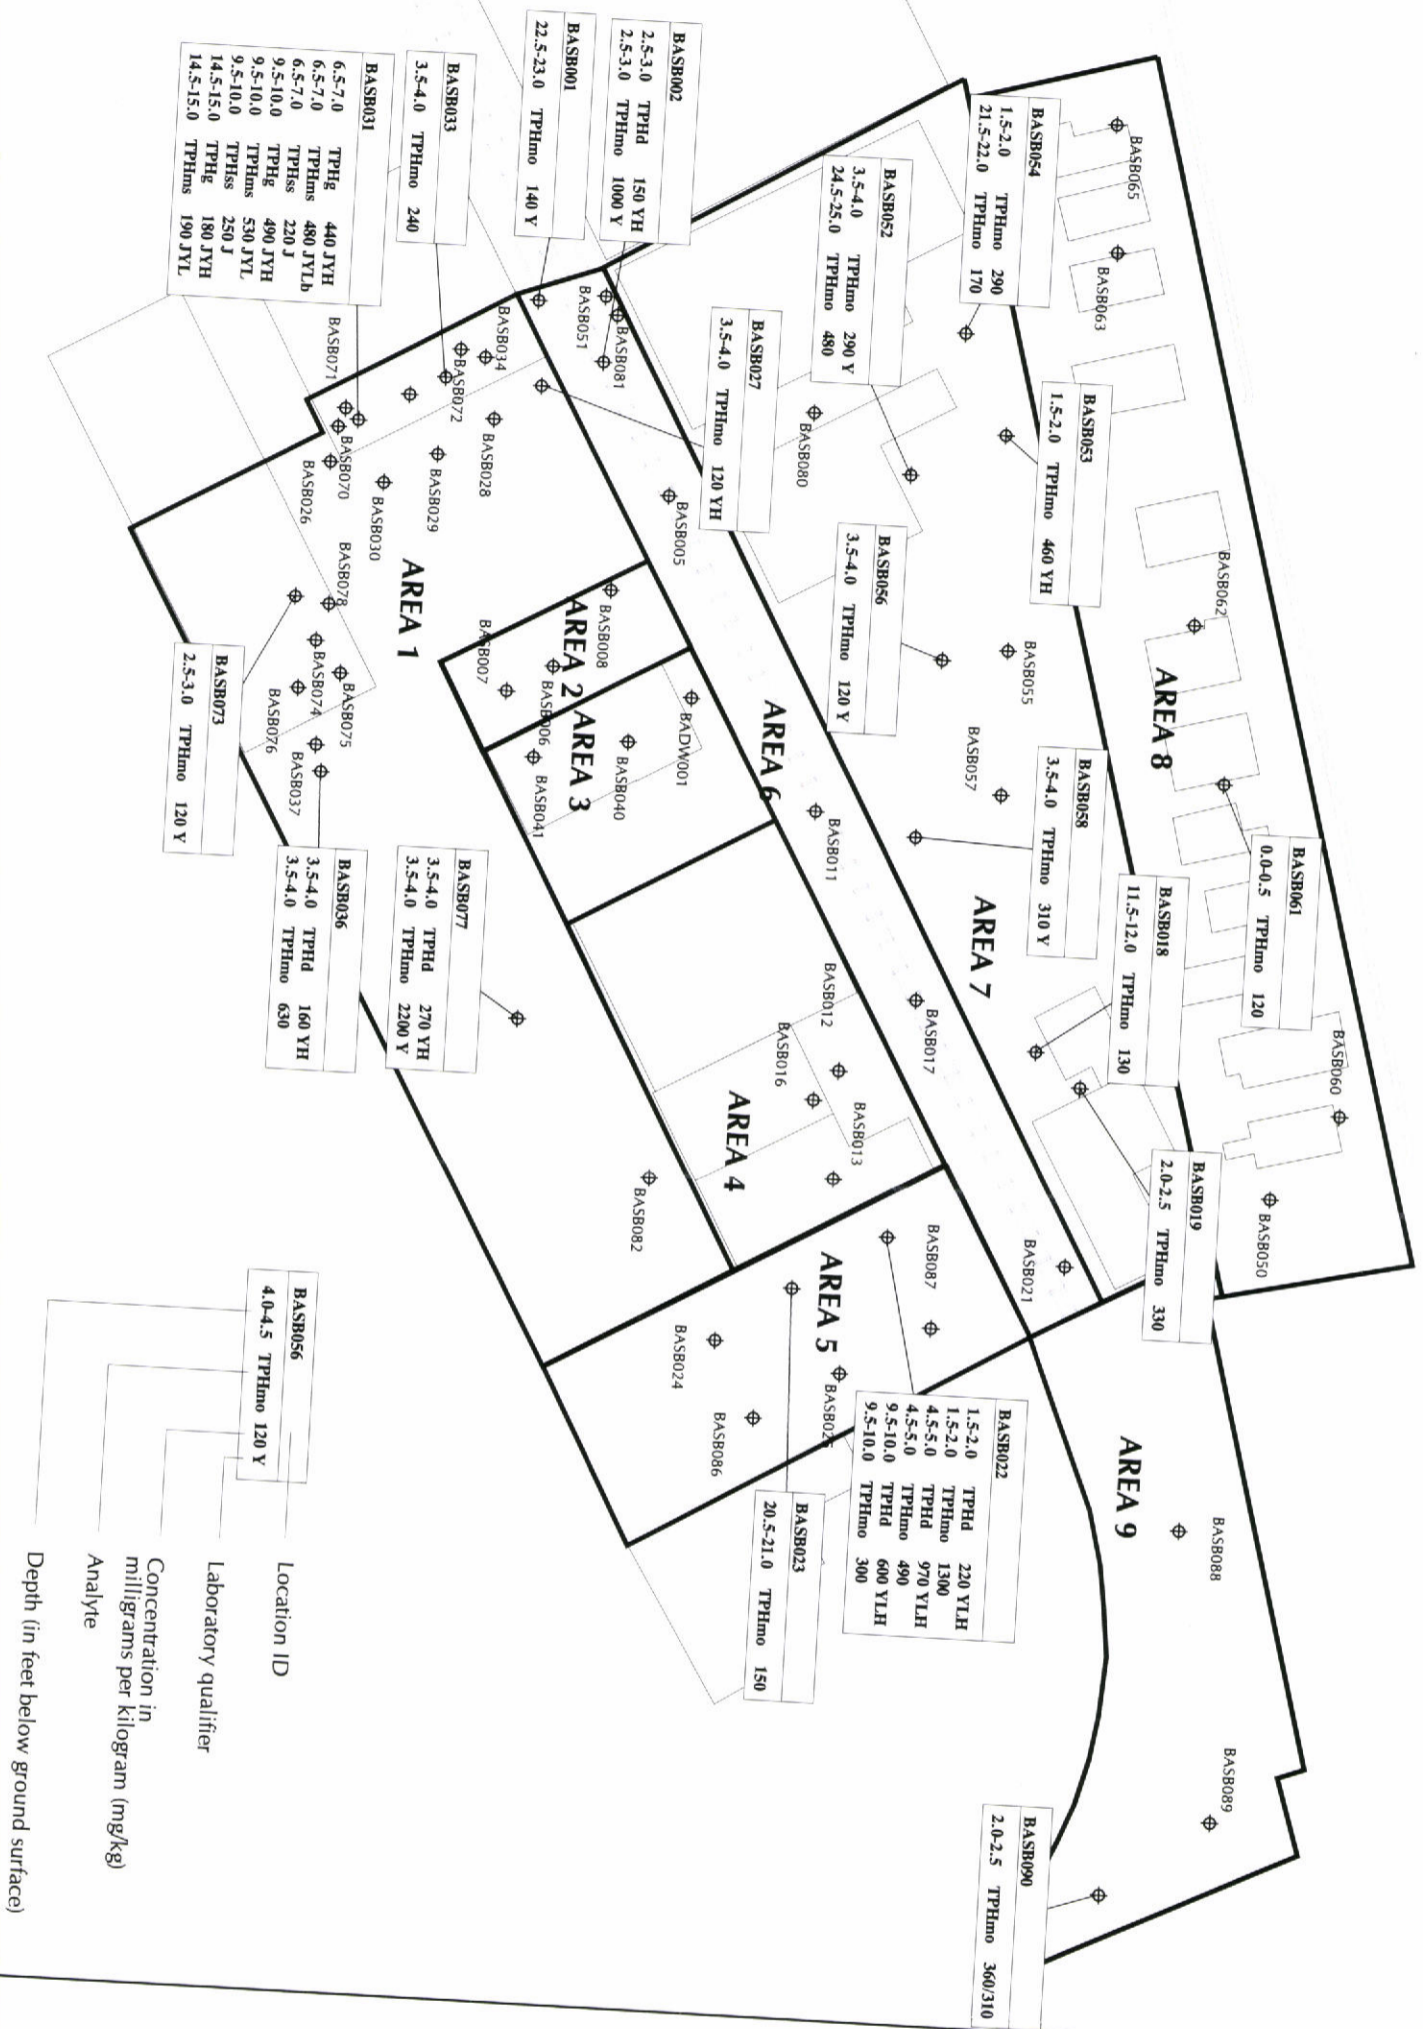 BASB065
BASB063
BASB054
1.5-2.0 TPHmo 290
21.5-22.0 TPHmo 170
BASB052
3.5-4.0 TPHmo 290 Y
24.5-25.0 TPHmo 480
BASB002
2.5-3.0 TPHd 150 YH
2.5-3.0 TPHmo 1000 Y
BASB001
22.5-23.0 TPHmo 140 Y
BASB033
3.5-4.0 TPHmo 240
BASB031
6.5-7.0 TPHg 440 JYH
6.5-7.0 TPHms 480 JYLb
6.5-7.0 TPHss 220 J
9.5-10.0 TPHg 490 JYH
9.5-10.0 TPHms 530 JYL
9.5-10.0 TPHss 250 J
14.5-15.0 TPHg 180 JYH
14.5-15.0 TPHms 190 JYL
BASB053
1.5-2.0 TPHmo 460 YH
BASB027
3.5-4.0 TPHmo 120 YH
BASB051
BASB081
BASB034
BASB072
BASB071
BASB080
BASB028
BASB029
BASB070
BASB026
BASB030
BASB005
BASB062
AREA 8
BASB055
BASB056
3.5-4.0 TPHmo 120 Y
BASB078
AREA 1
BASB008
AREA 2
BASB007
BASB006
BASB074
BASB075
BASB076
BASB037
BASB073
2.5-3.0 TPHmo 120 Y
BADW001
AREA 3
BASB040
BASB041
AREA 6
BASB057
BASB058
3.5-4.0 TPHmo 310 Y
BASB061
0.0-0.5 TPHmo 120
BASB018
11.5-12.0 TPHmo 130
BASB011
AREA 7
BASB077
3.5-4.0 TPHd 270 YH
3.5-4.0 TPHmo 2200 Y
BASB036
3.5-4.0 TPHd 160 YH
3.5-4.0 TPHmo 630
BASB012
BASB017
BASB016
BASB013
AREA 4
BASB060
BASB019
2.0-2.5 TPHmo 330
BASB050
BASB082
BASB087
BASB021
AREA 5
BASB024
BASB086
BASB025
BASB022
1.5-2.0 TPHd 220 YLH
1.5-2.0 TPHmo 1300
4.5-5.0 TPHd 970 YLH
4.5-5.0 TPHmo 490
9.5-10.0 TPHd 600 YLH
9.5-10.0 TPHmo 300
BASB023
20.5-21.0 TPHmo 150
AREA 9
BASB088
BASB089
BASB090
2.0-2.5 TPHmo 360/310
BASB056
4.0-4.5 TPHmo 120 Y
Location ID
Laboratory qualifier
Concentration in
milligrams per kilogram (mg/kg)
Analyte
Depth (in feet below ground surface)